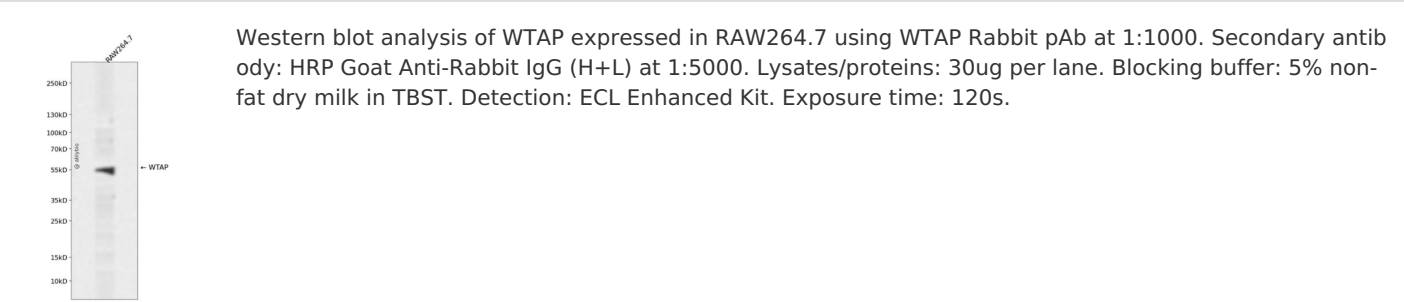 RAW264.7
Western blot analysis of WTAP expressed in RAW264.7 using WTAP Rabbit pAb at 1:1000. Secondary antib
ody: HRP Goat Anti-Rabbit IgG (H+L) at 1:5000. Lysates/proteins: 30ug per lane. Blocking buffer: 5% non-
fat dry milk in TBST. Detection: ECL Enhanced Kit. Exposure time: 120s.
250kD
130kD
100kD
70kD
55kD
← WTAP
35kD
25kD
15kD
10kD